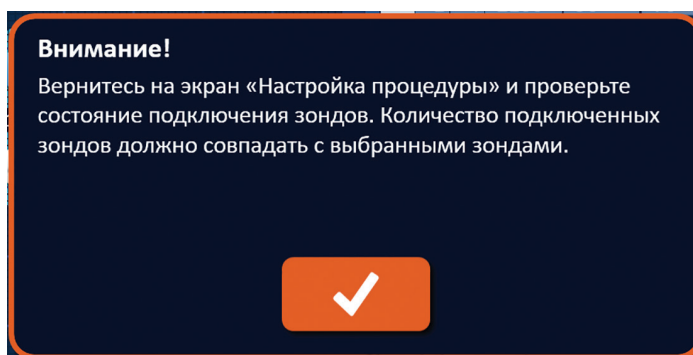 Внимание!
Вернитесь на экран «Настройка процедуры» и проверьте
состояние подключения зондов. Количество подключенных
зондов должно совпадать с выбранными зондами.